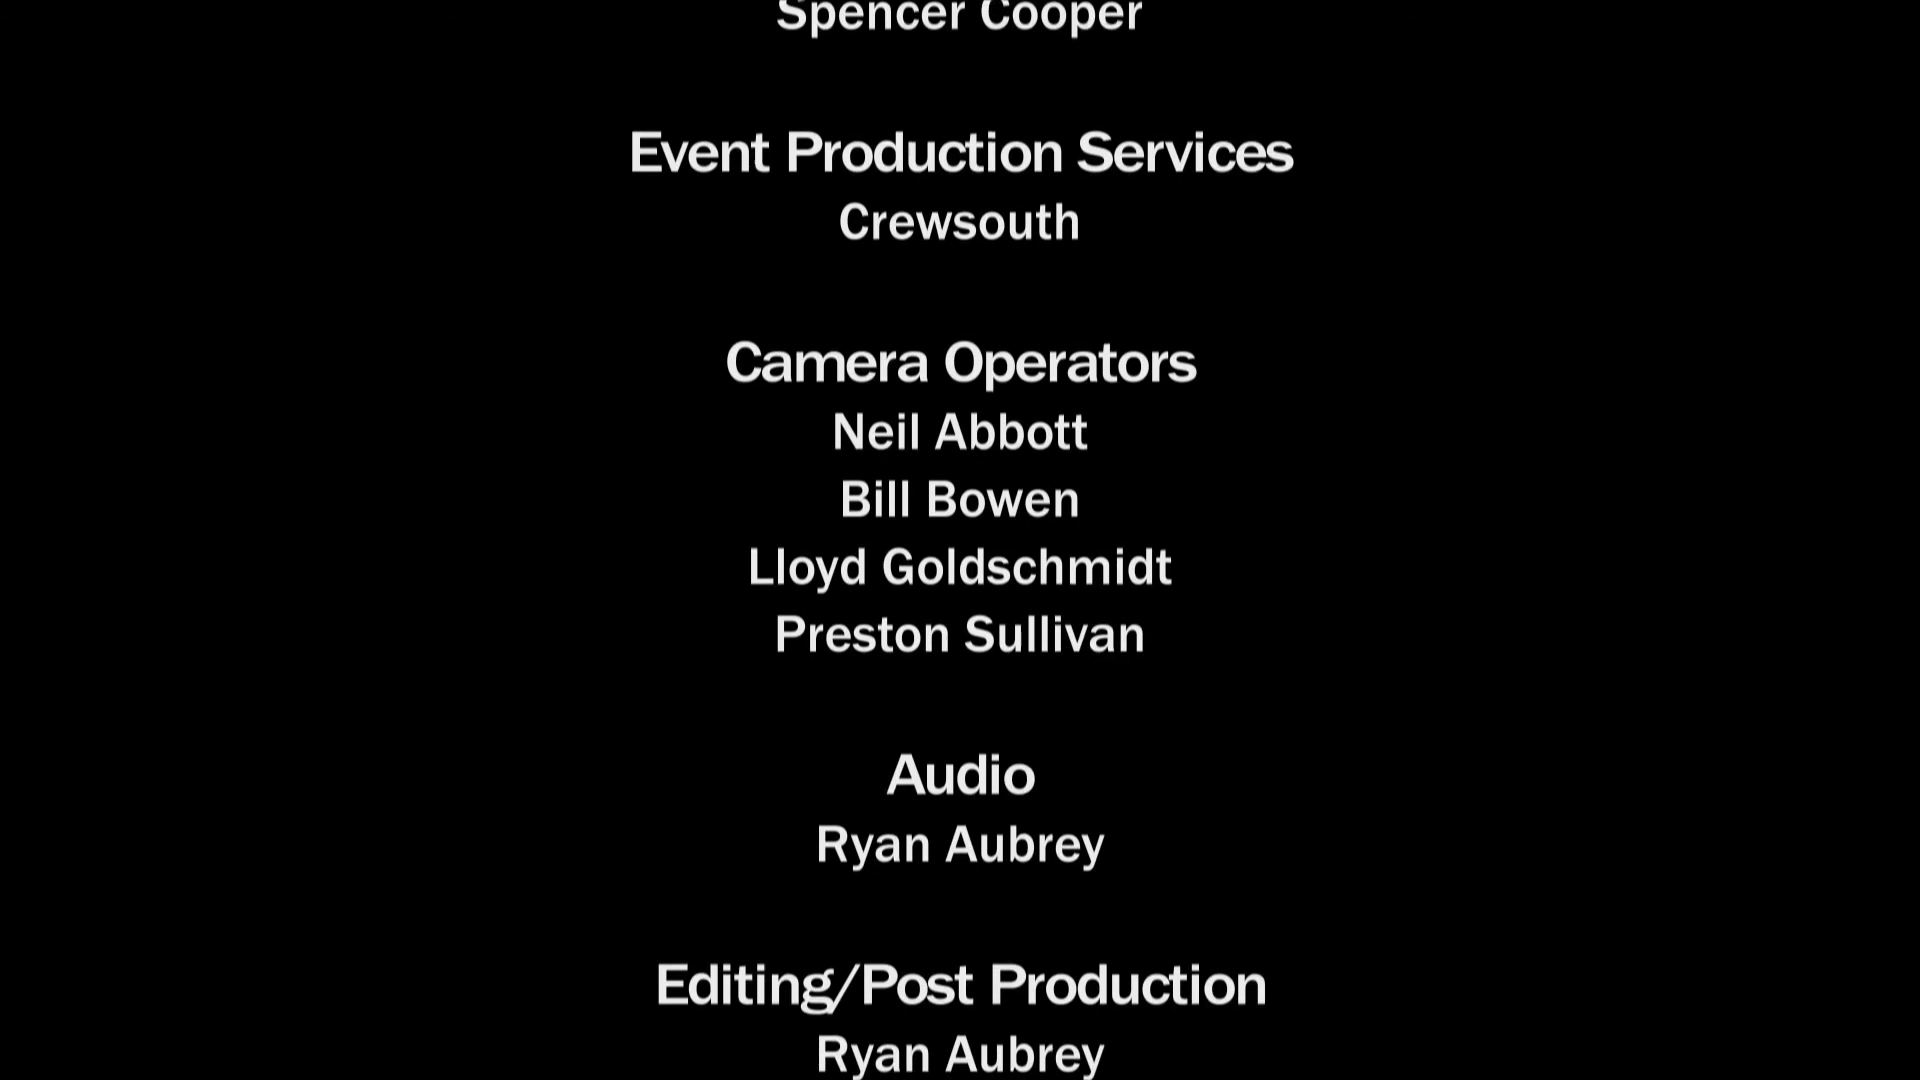 Spencer Cooper
Event Production Services
Crewsouth
Camera Operators
Neil Abbott
Bill Bowen
Lloyd Goldschmidt
Preston Sullivan
Audio
Ryan Aubrey
Editing/Post Production
Ryan Aubrey